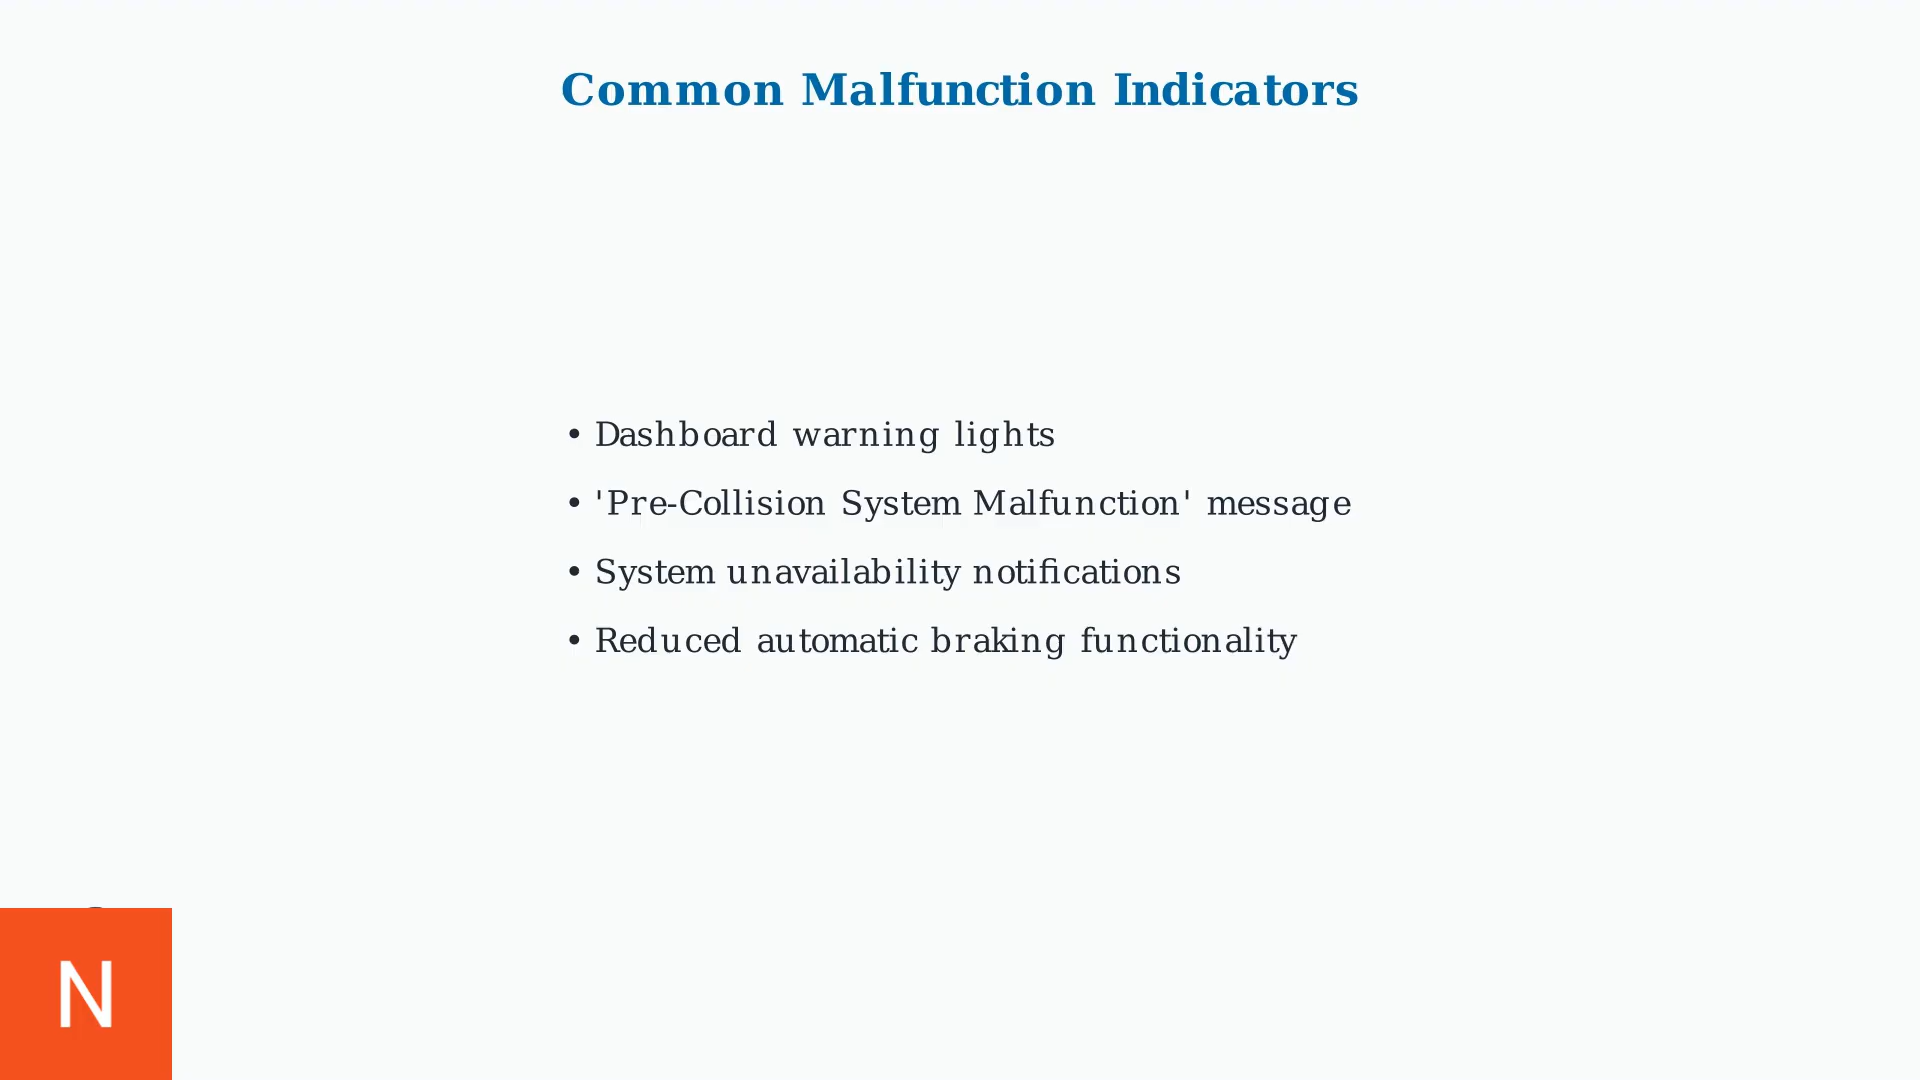 Common Malfunction Indicators
• Dashboard warning lights
• 'Pre-Collision System Malfunction' message
• System unavailability notifications
• Reduced automatic braking functionality
N